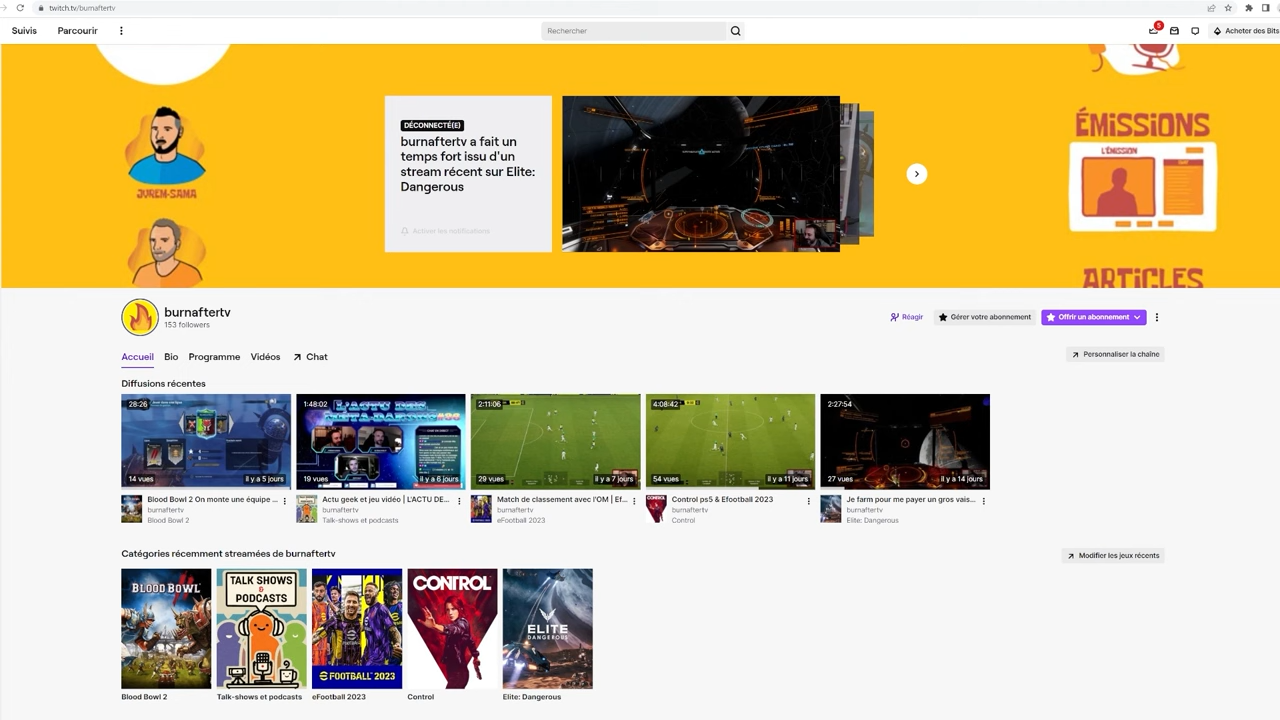 twitch.tv/burnaftertv
Suivis
Parcourir
Rechercher
5
Acheter des Bits
JVREM-SAMA
DÉCONNECTÉ(E)
burnaftertv a fait un
temps fort issu d'un
stream récent sur Elite:
Dangerous
Activer les notifications
ÉMISSIONS
L'ÉMISSION
ARTICLES
burnaftertv
153 followers
Réagir
Gérer votre abonnement
Offrir un abonnement
Accueil
Bio
Programme
Vidéos
Chat
Personnaliser la chaîne
Diffusions récentes
28:26
14 vues
il y a 5 jours
Blood Bowl 2 On monte une équipe ...
burnaftertv
Blood Bowl 2
1:48:02
19 vues
il y a 6 jours
Actu geek et jeu vidéo | L'ACTU DE...
burnaftertv
Talk-shows et podcasts
2:11:06
29 vues
il y a 7 jours
Match de classement avec l'OM | Ef...
burnaftertv
eFootball 2023
4:08:42
54 vues
il y a 11 jours
CONTROL
Control ps5 & Efootball 2023
burnaftertv
Control
2:27:54
27 vues
il y a 14 jours
Je farm pour me payer un gros vais...
burnaftertv
Elite: Dangerous
Catégories récemment streamées de burnaftertv
Modifier les jeux récents
BLOOD BOWL II
TALK SHOWS
&
PODCASTS
eFOOTBALL 2023
CONTROL
ELITE
DANGEROUS
Blood Bowl 2
Talk-shows et podcasts
eFootball 2023
Control
Elite: Dangerous